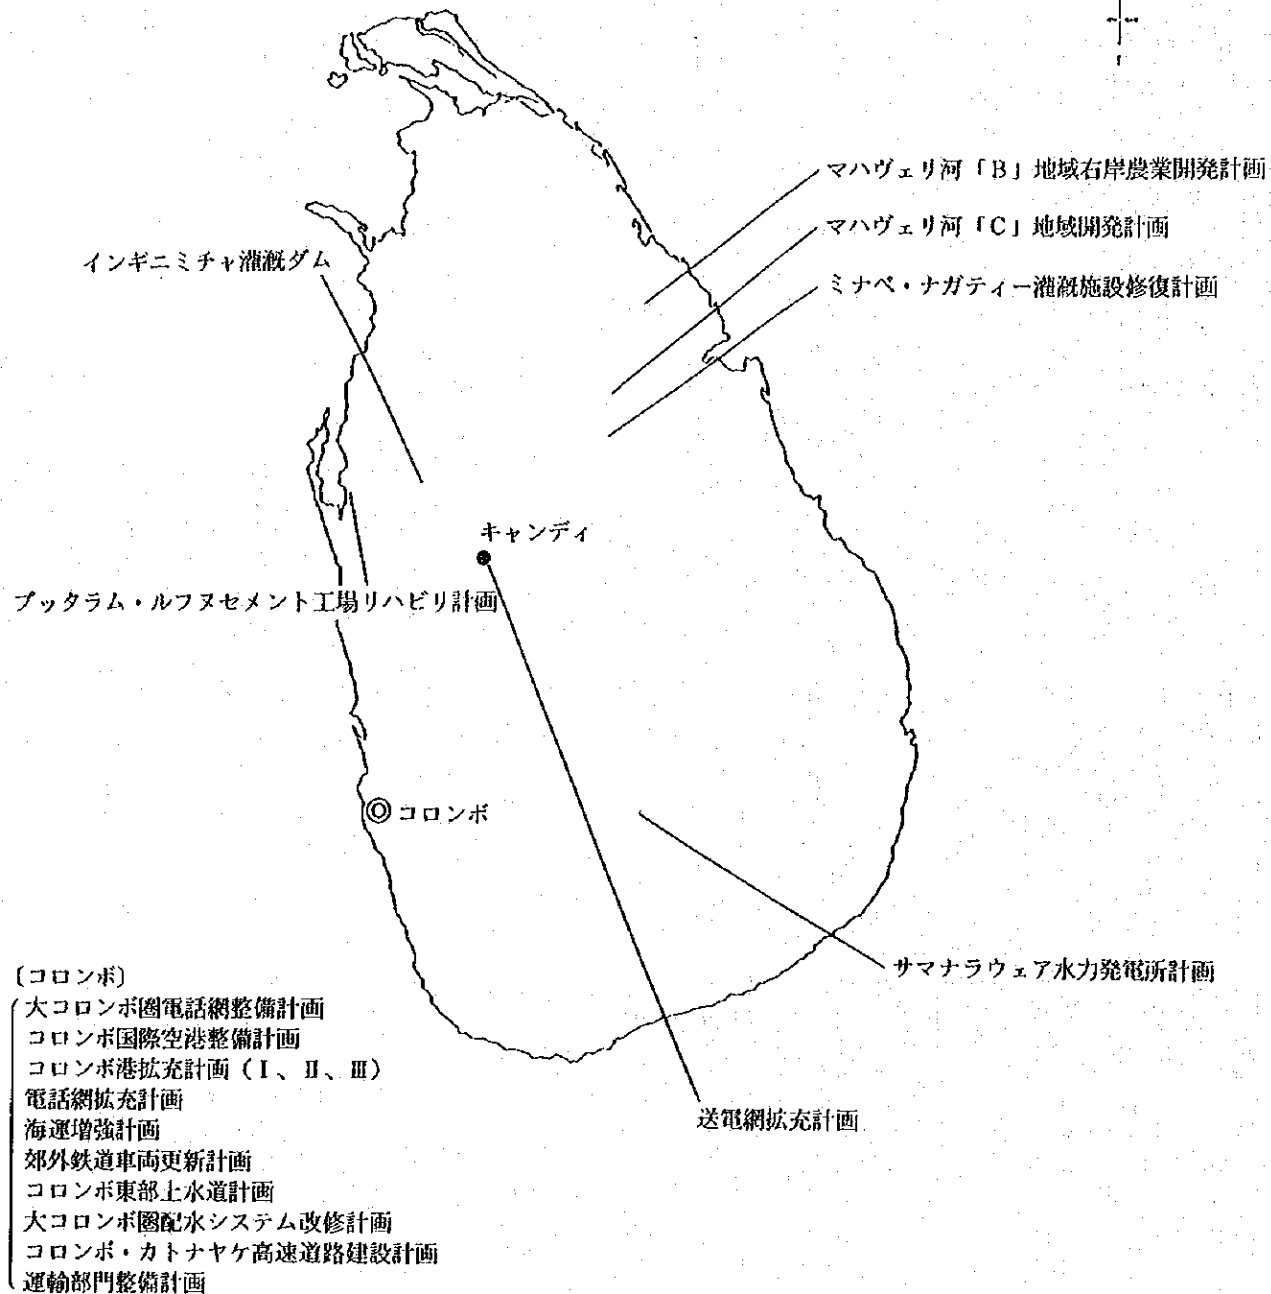 マハヴェリ河「B」地域右岸農業開発計画
マハヴェリ河「C」地域開発計画
インギニミチャ灌漑ダム
ミナペ・ナガティー灌漑施設修復計画
キャンディ
プッタラム・ルフヌセメント工場リハビリ計画
コロンボ
サマナラウェア水力発電所計画
〔コロンボ〕
大コロンボ圏電話網整備計画
コロンボ国際空港整備計画
コロンボ港拡充計画（Ⅰ、Ⅱ、Ⅲ）
電話網拡充計画
送電網拡充計画
海運増強計画
郊外鉄道車両更新計画
コロンボ東部上水道計画
大コロンボ圏配水システム改修計画
コロンボ・カトナヤケ高速道路建設計画
運輸部門整備計画